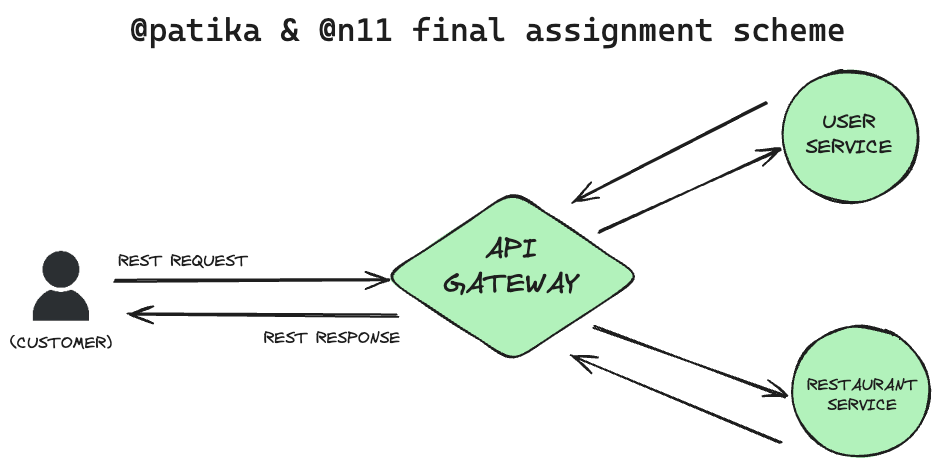 @patika & @n11 final assignment scheme
USER
SERVICE
API
GATEWAY
REST REQUEST
REST RESPONSE
(CUSTOMER)
RESTAURANT
SERVICE